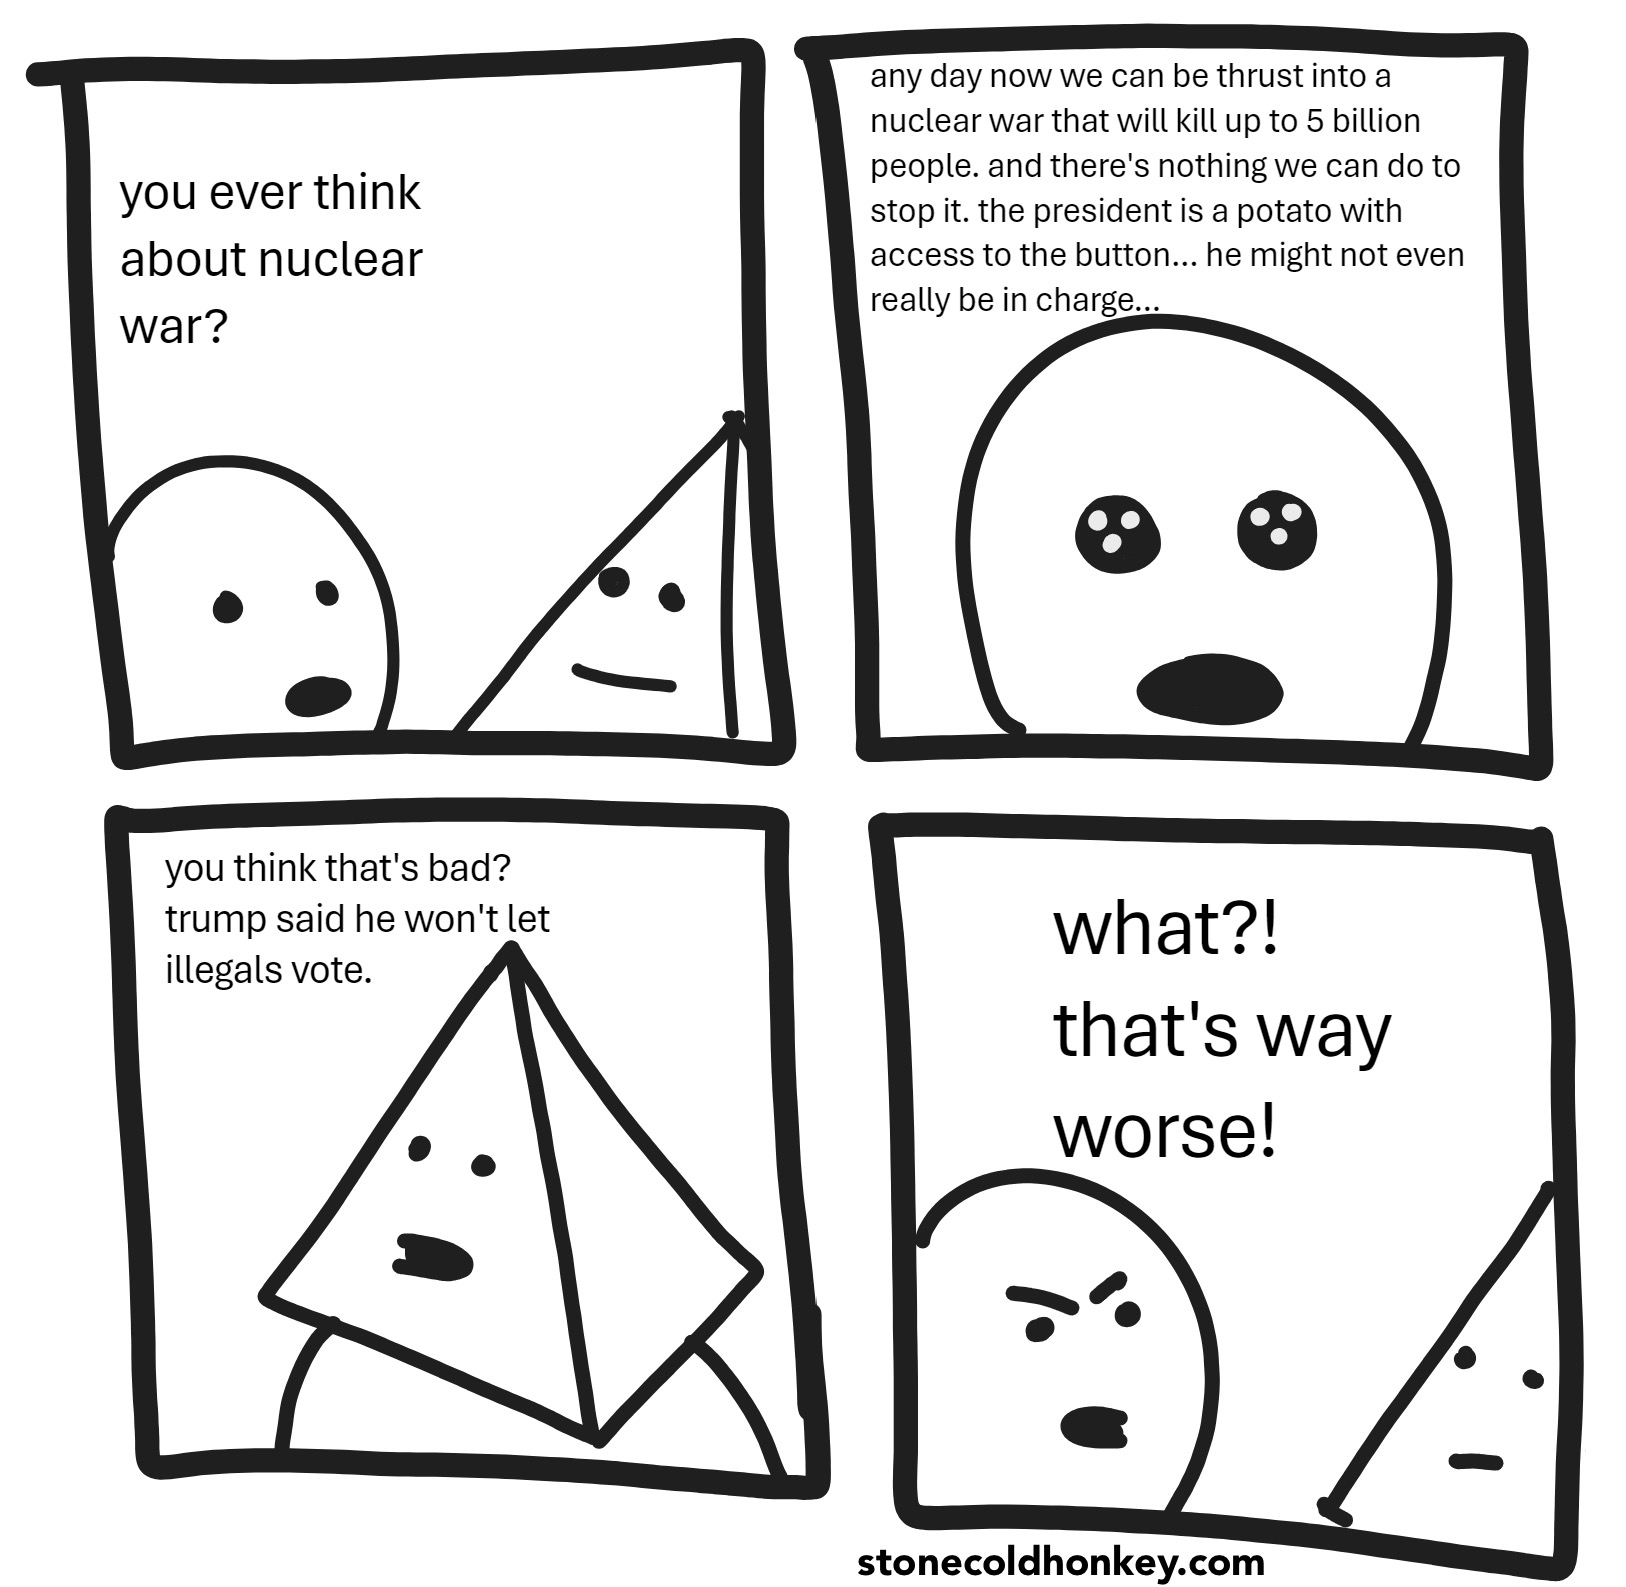 you ever think
about nuclear
war?
any day now we can be thrust into a
nuclear war that will kill up to 5 billion
people. and there's nothing we can do to
stop it. the president is a potato with
access to the button... he might not even
really be in charge...
you think that's bad?
trump said he won't let
illegals vote.
what?!
that's way
worse!
stonecoldhonkey.com